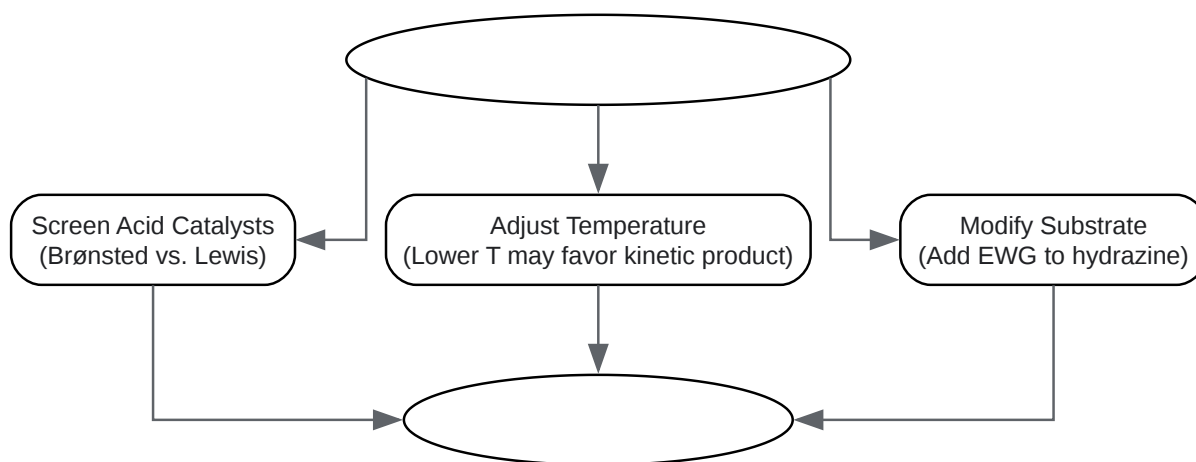 Screen Acid Catalysts
(Brønsted vs. Lewis)
Adjust Temperature
(Lower T may favor kinetic product)
Modify Substrate
(Add EWG to hydrazine)